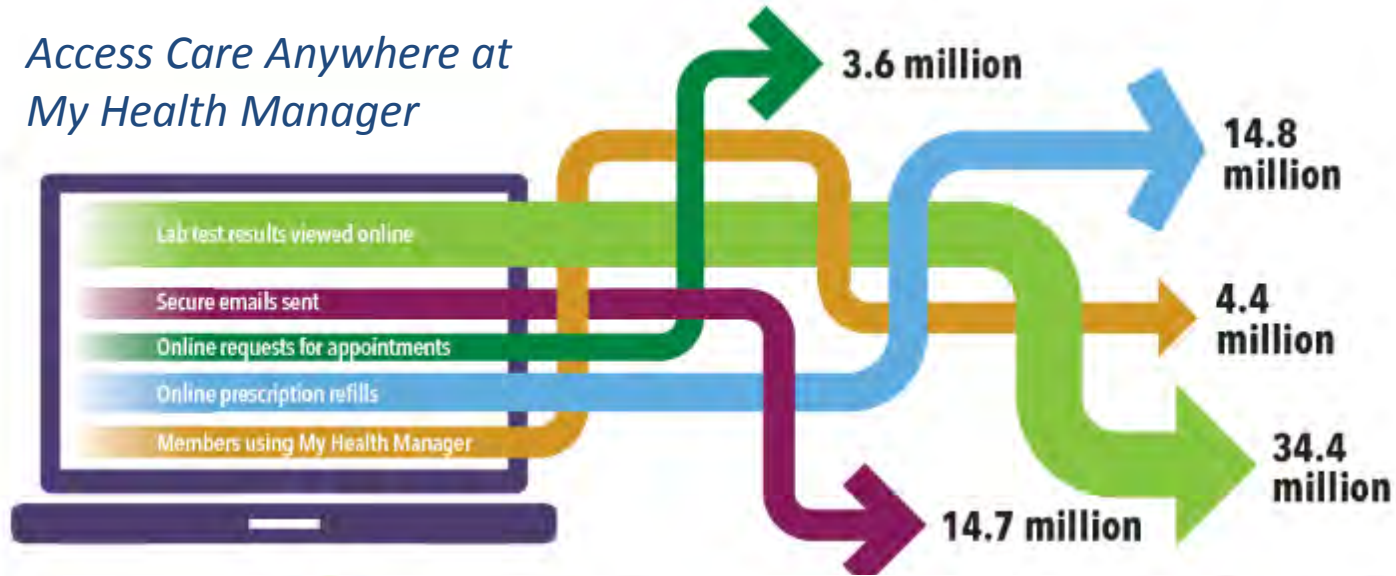 Access Care Anywhere at
My Health Manager
3.6 million
14.8
million
Lab test results viewed online
Secure emails sent
Online requests for appointments
Online prescription refills
Members using My Health Manager
4.4
million
34.4
million
14.7 million